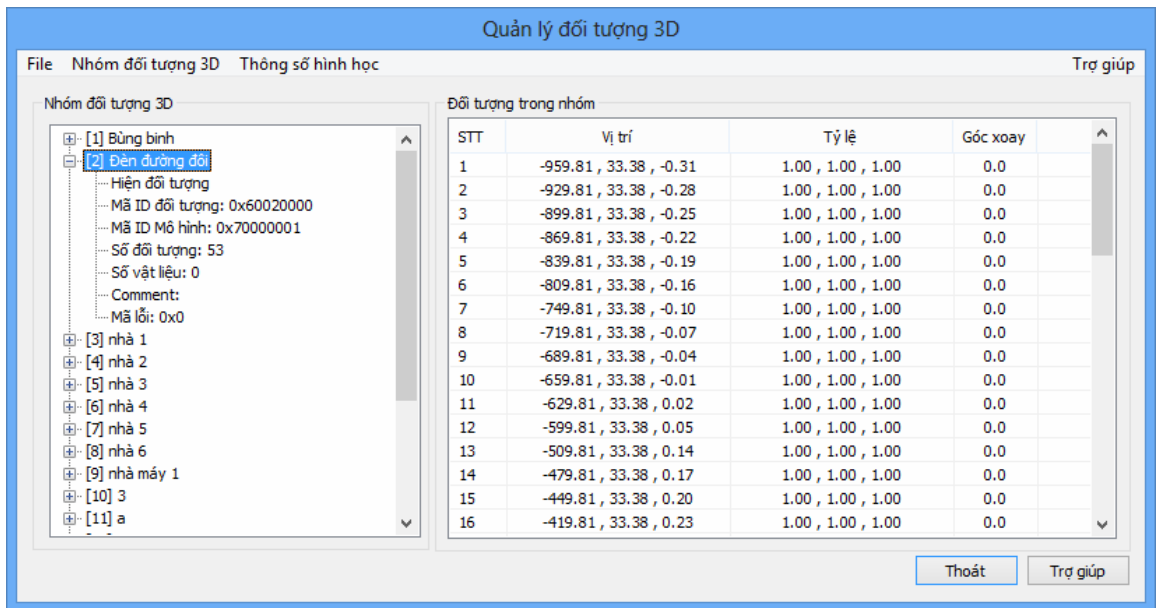 Quản lý đối tượng 3D
File Nhóm đối tượng 3D Thông số hình học Trợ giúp
Nhóm đối tượng 3D
[1] Bùng binh
[2] Đèn đường đôi
Hiện đối tượng
Mã ID đối tượng: 0x60020000
Mã ID Mô hình: 0x70000001
Số đối tượng: 53
Số vật liệu: 0
Comment:
Mã lỗi: 0x0
[3] nhà 1
[4] nhà 2
[5] nhà 3
[6] nhà 4
[7] nhà 5
[8] nhà 6
[9] nhà máy 1
[10] 3
[11] a
Đối tượng trong nhóm
STT Vị trí Tỷ lệ Góc xoay
1 -959.81 , 33.38 , -0.31 1.00 , 1.00 , 1.00 0.0
2 -929.81 , 33.38 , -0.28 1.00 , 1.00 , 1.00 0.0
3 -899.81 , 33.38 , -0.25 1.00 , 1.00 , 1.00 0.0
4 -869.81 , 33.38 , -0.22 1.00 , 1.00 , 1.00 0.0
5 -839.81 , 33.38 , -0.19 1.00 , 1.00 , 1.00 0.0
6 -809.81 , 33.38 , -0.16 1.00 , 1.00 , 1.00 0.0
7 -749.81 , 33.38 , -0.10 1.00 , 1.00 , 1.00 0.0
8 -719.81 , 33.38 , -0.07 1.00 , 1.00 , 1.00 0.0
9 -689.81 , 33.38 , -0.04 1.00 , 1.00 , 1.00 0.0
10 -659.81 , 33.38 , -0.01 1.00 , 1.00 , 1.00 0.0
11 -629.81 , 33.38 , 0.02 1.00 , 1.00 , 1.00 0.0
12 -599.81 , 33.38 , 0.05 1.00 , 1.00 , 1.00 0.0
13 -509.81 , 33.38 , 0.14 1.00 , 1.00 , 1.00 0.0
14 -479.81 , 33.38 , 0.17 1.00 , 1.00 , 1.00 0.0
15 -449.81 , 33.38 , 0.20 1.00 , 1.00 , 1.00 0.0
16 -419.81 , 33.38 , 0.23 1.00 , 1.00 , 1.00 0.0
Thoát Trợ giúp